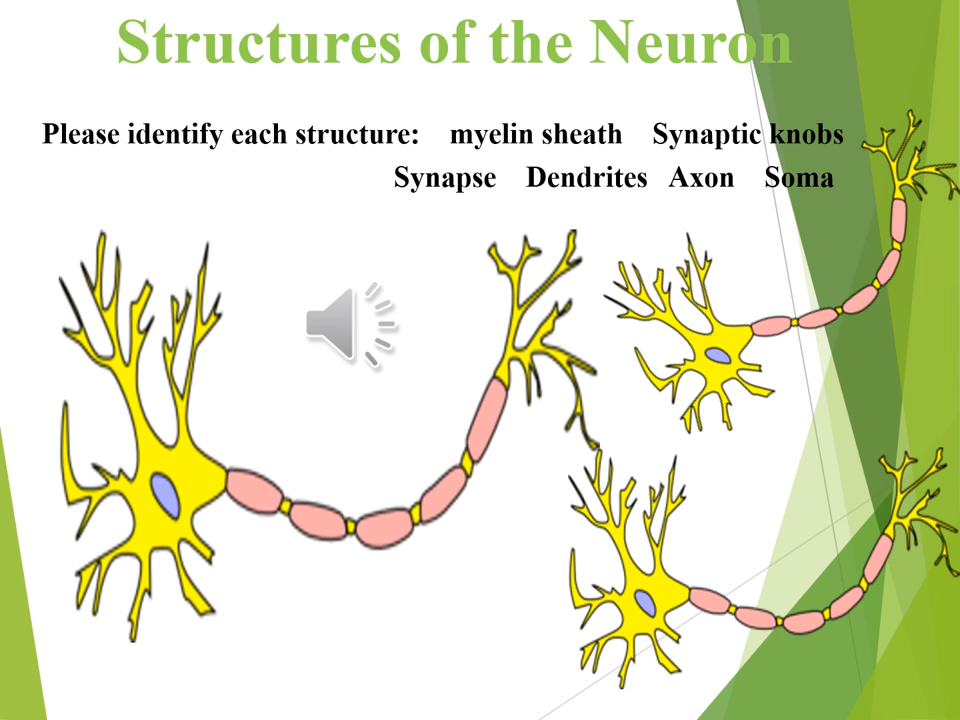 Structures of the Neuron
Please identify each structure: myelin sheath Synaptic knobs
Synapse Dendrites Axon Soma